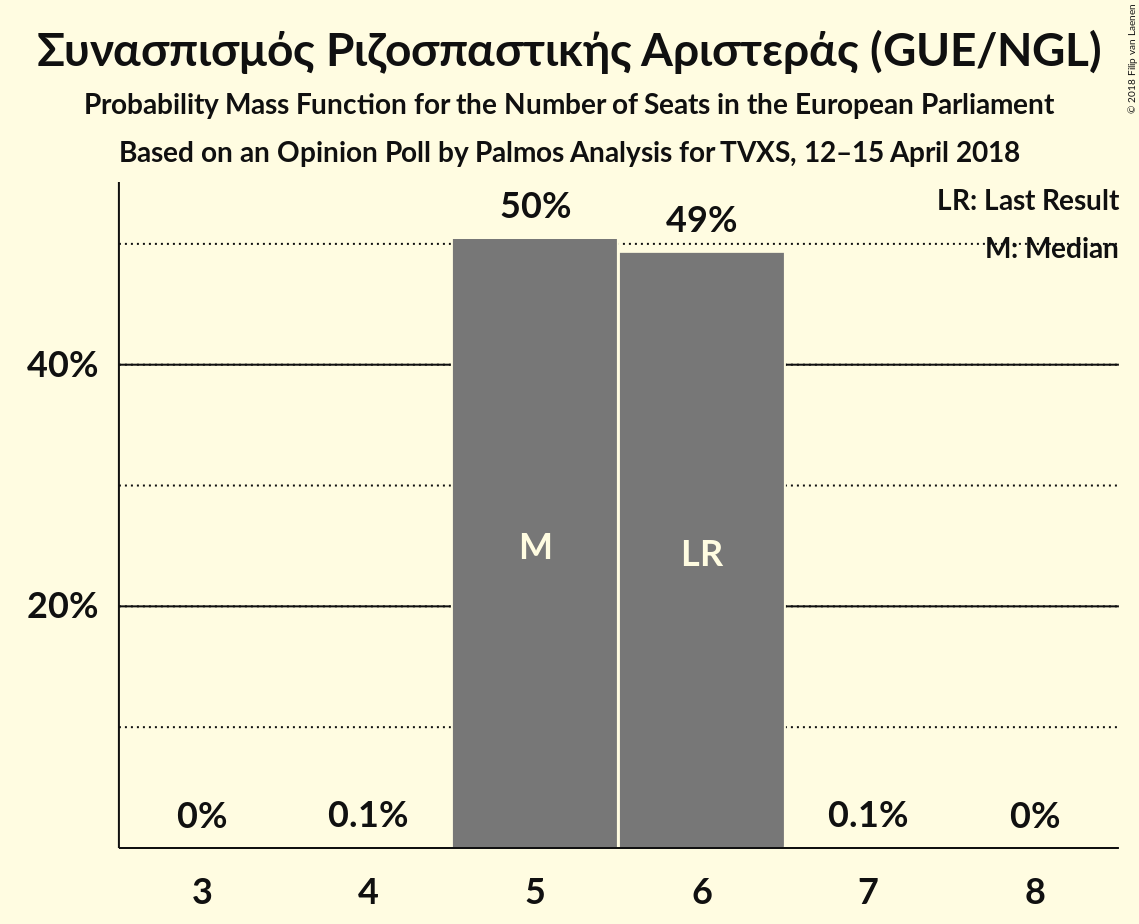 Συνασπισμός Ριζοσπαστικής Αριστεράς (GUE/NGL)
Probability Mass Function for the Number of Seats in the European Parliament
Based on an Opinion Poll by Palmos Analysis for TVXS, 12–15 April 2018
© 2018 Filip van Laenen
LR: Last Result
M: Median
50%
49%
40%
20%
M
LR
0%
0.1%
0.1%
0%
3
4
5
6
7
8